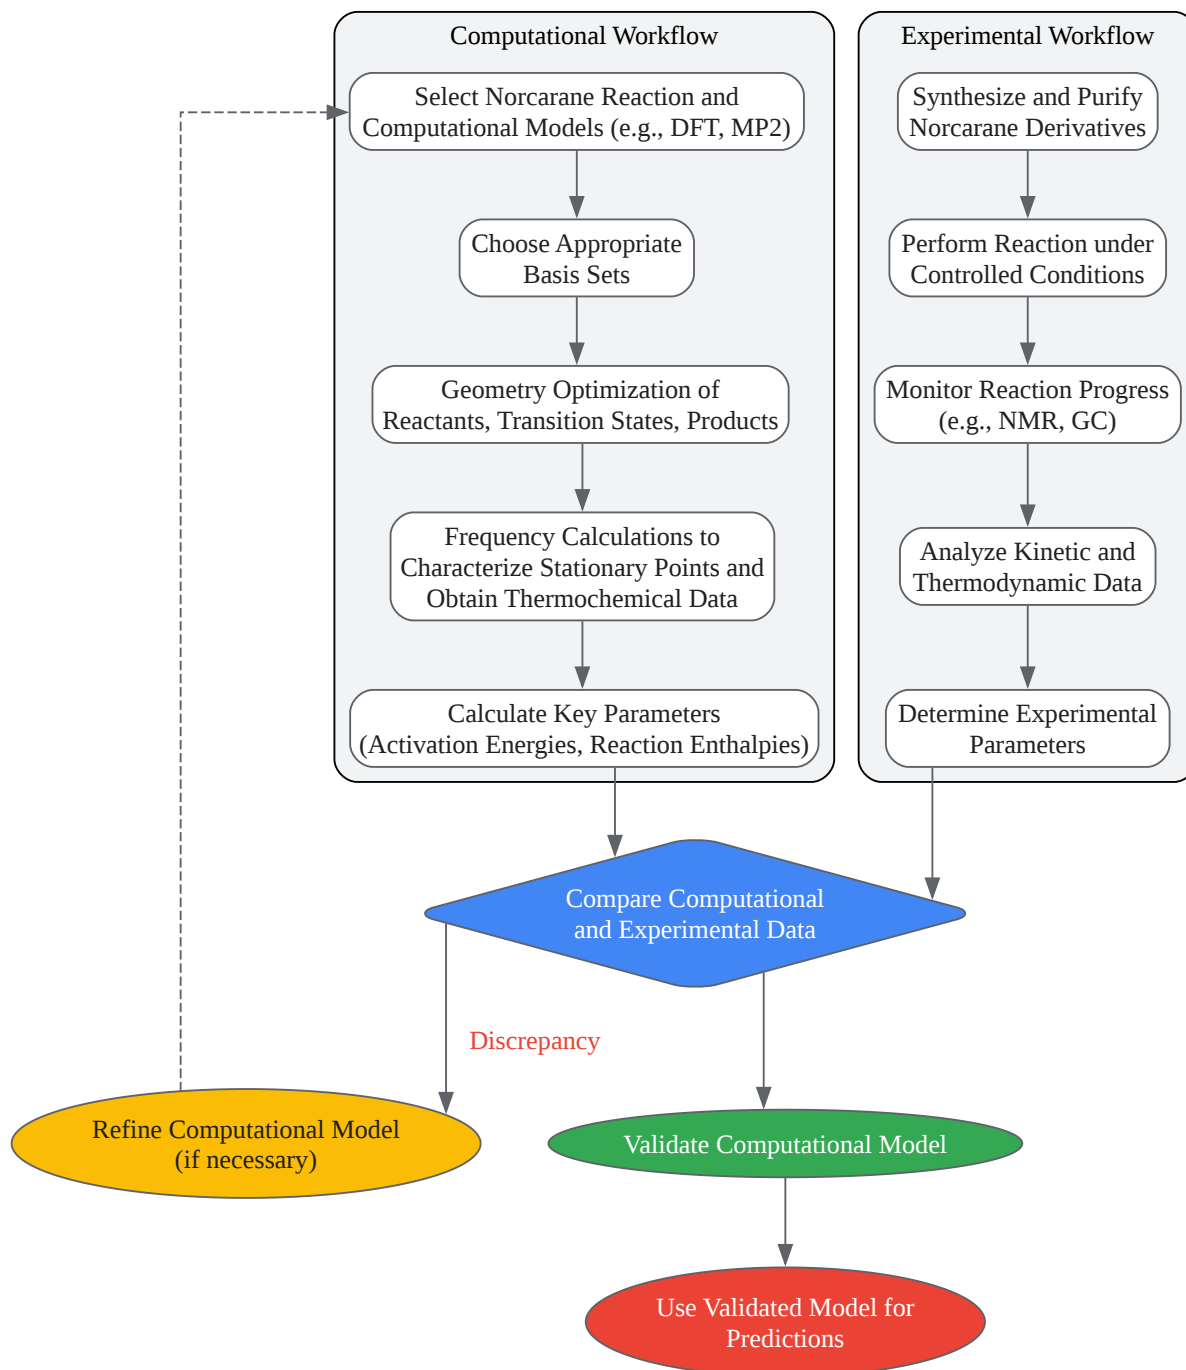 Computational Workflow
Select Norcarane Reaction and
Computational Models (e.g., DFT, MP2)
Choose Appropriate
Basis Sets
Geometry Optimization of
Reactants, Transition States, Products
Frequency Calculations to
Characterize Stationary Points and
Obtain Thermochemical Data
Calculate Key Parameters
(Activation Energies, Reaction Enthalpies)
Experimental Workflow
Synthesize and Purify
Norcarane Derivatives
Perform Reaction under
Controlled Conditions
Monitor Reaction Progress
(e.g., NMR, GC)
Analyze Kinetic and
Thermodynamic Data
Determine Experimental
Parameters
Compare Computational
and Experimental Data
Discrepancy
Refine Computational Model
(if necessary)
Validate Computational Model
Use Validated Model for
Predictions